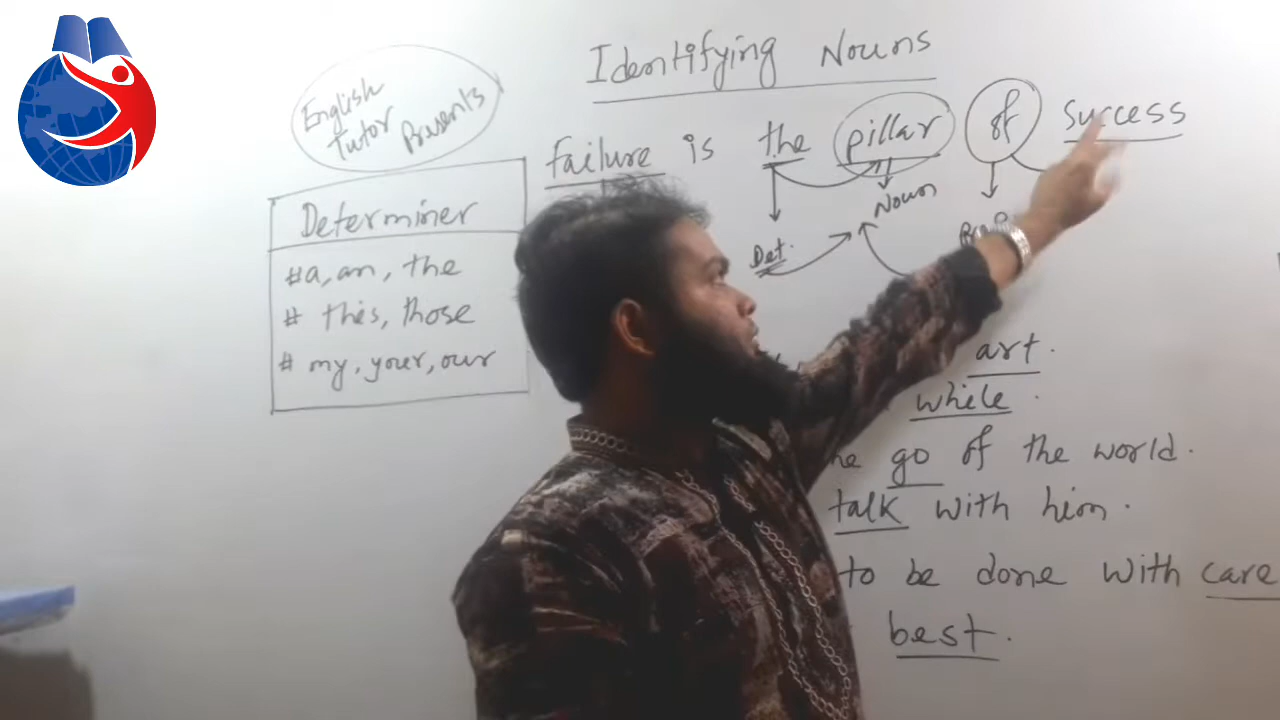 Identifying Nouns
English
Tutor Presents
Failure is the pillar of Success
Noun
Det.
Determiner
#a, an, the
# this, those
# my, your, our
art.
while.
go of the world.
talk with him.
to be done with care
best.